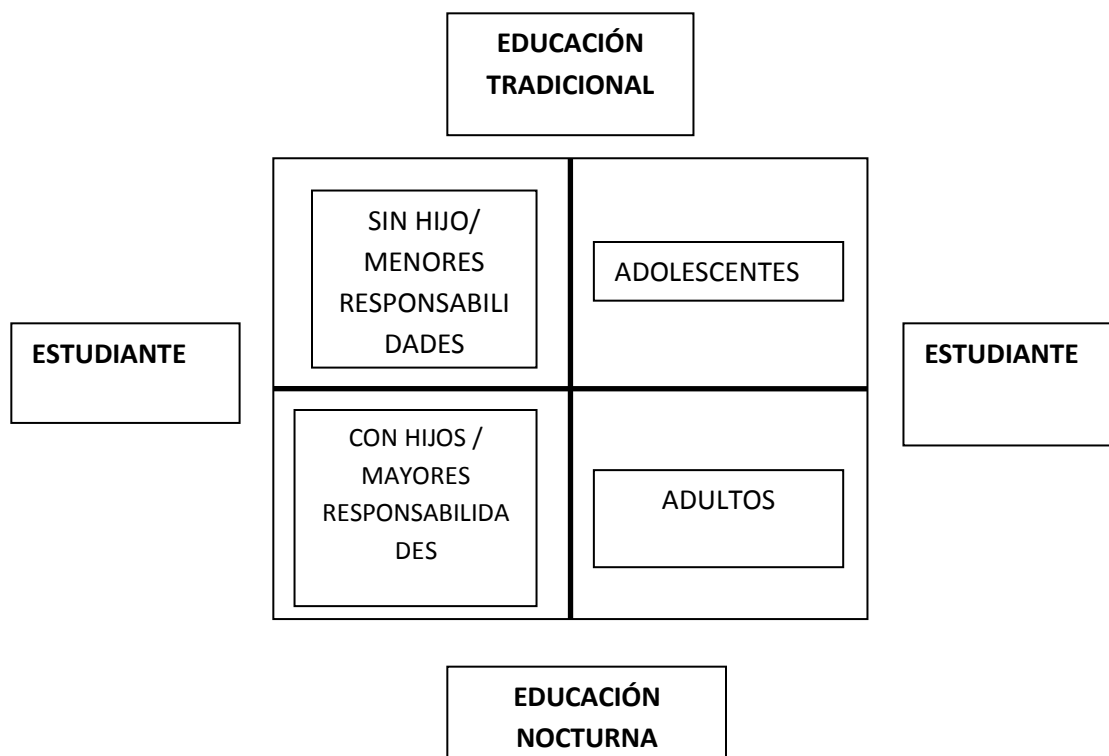 EDUCACIÓN
TRADICIONAL
SIN HIJO/
MENORES
RESPONSABILI
DADES
ADOLESCENTES
ESTUDIANTE
ESTUDIANTE
CON HIJOS /
MAYORES
RESPONSABILIDA
DES
ADULTOS
EDUCACIÓN
NOCTURNA